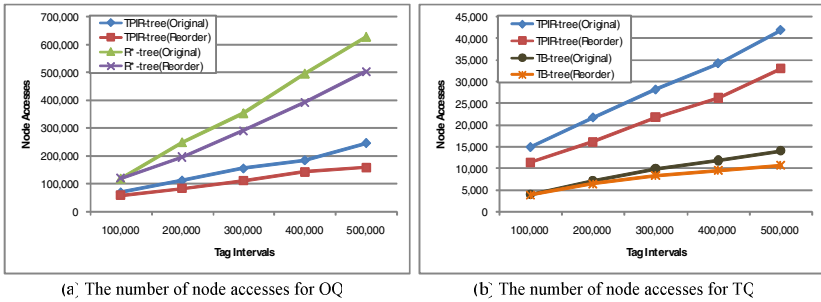 700,000
600,000
500,000
400,000
300,000
200,000
100,000
0
Node Accesses
TPIR-tree(Original)
TPIR-tree(Reorder)
R*-tree(Original)
R*-tree(Reorder)
100,000 200,000 300,000 400,000 500,000
Tag Intervals
(a) The number of node accesses for OQ
45,000
40,000
35,000
30,000
25,000
20,000
15,000
10,000
5,000
0
Node Accesses
TPIR-tree(Original)
TPIR-tree(Reorder)
TB-tree(Original)
TB-tree(Reorder)
100,000 200,000 300,000 400,000 500,000
Tag Intervals
(b) The number of node accesses for TQ